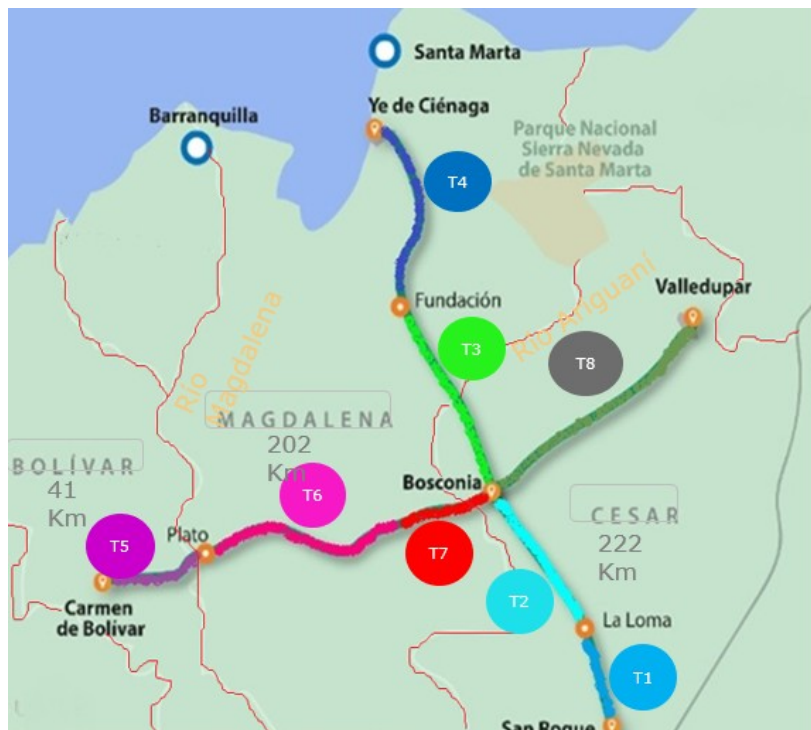 Santa Marta
Ye de Ciénaga
Barranquilla
Parque Nacional
Sierra Nevada
de Santa Marta
T4
Fundación
Río Ariguaní
Valledupar
T3
T8
Río
Magdalena
MAGDALENA
202
Km
BOLÍVAR
41
Km
Bosconia
T6
CESAR
222
Km
Plato
T5
T7
T2
Carmen
de Bolívar
La Loma
T1
San Roque